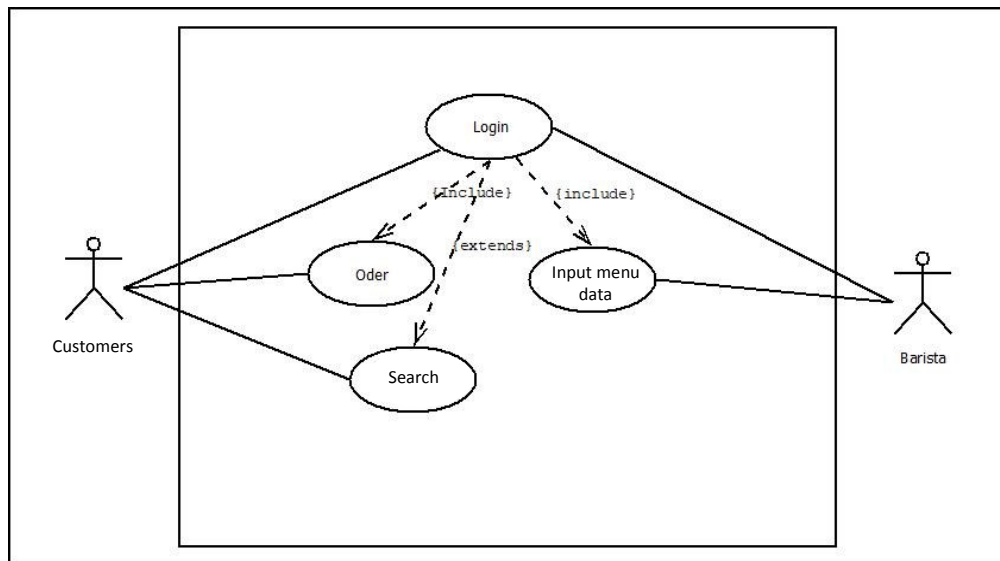 Login
{Include}
{include}
{extends}
Oder
Input menu
data
Customers
Barista
Search